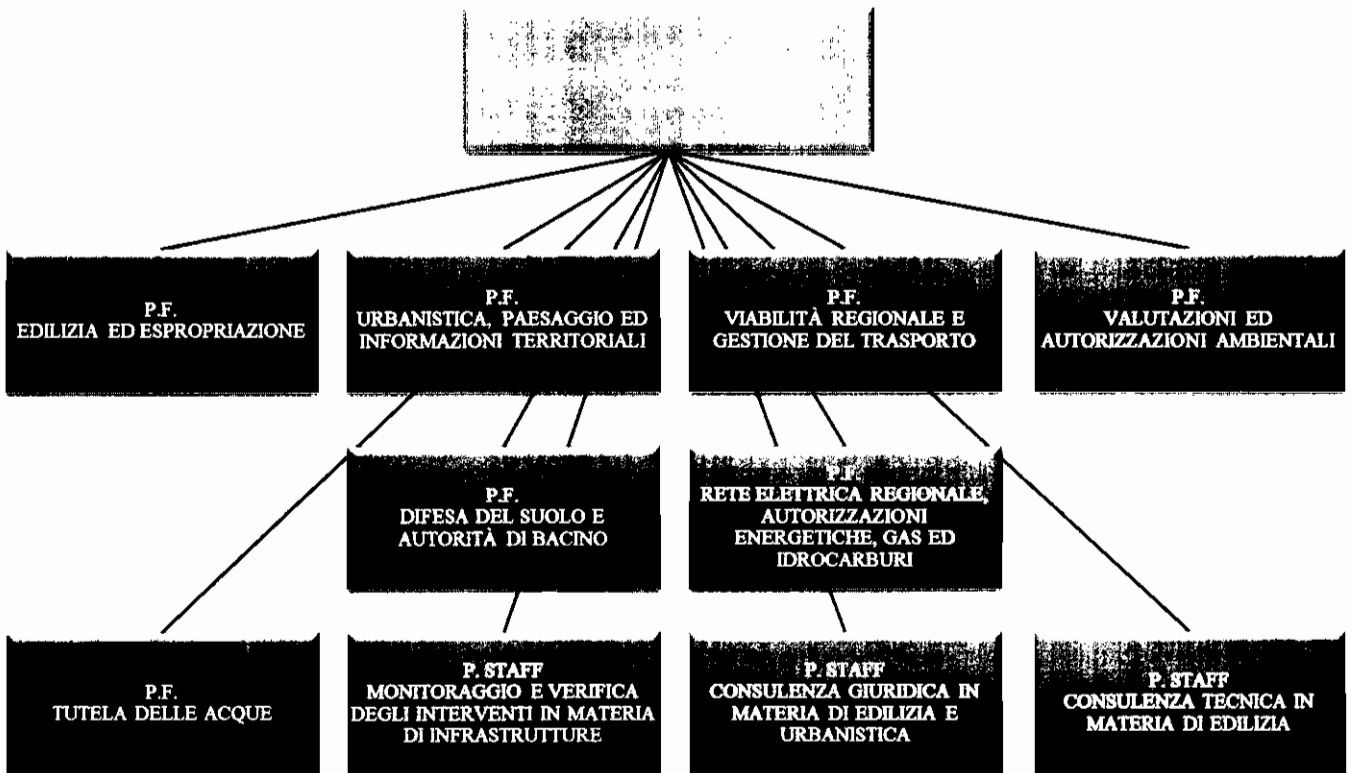 P.F.
EDILIZIA ED ESPROPRIAZIONE
P.F.
URBANISTICA, PAESAGGIO ED
INFORMAZIONI TERRITORIALI
P.F.
VIABILITÀ REGIONALE E
GESTIONE DEL TRASPORTO
P.F.
VALUTAZIONI ED
AUTORIZZAZIONI AMBIENTALI
P.F.
DIFESA DEL SUOLO E
AUTORITÀ DI BACINO
P.F.
RETE ELETTRICA REGIONALE,
AUTORIZZAZIONI
ENERGETICHE, GAS ED
IDROCARBURI
P.F.
TUTELA DELLE ACQUE
P. STAFF
MONITORAGGIO E VERIFICA
DEGLI INTERVENTI IN MATERIA
DI INFRASTRUTTURE
P. STAFF
CONSULENZA GIURIDICA IN
MATERIA DI EDILIZIA E
URBANISTICA
P. STAFF
CONSULENZA TECNICA IN
MATERIA DI EDILIZIA